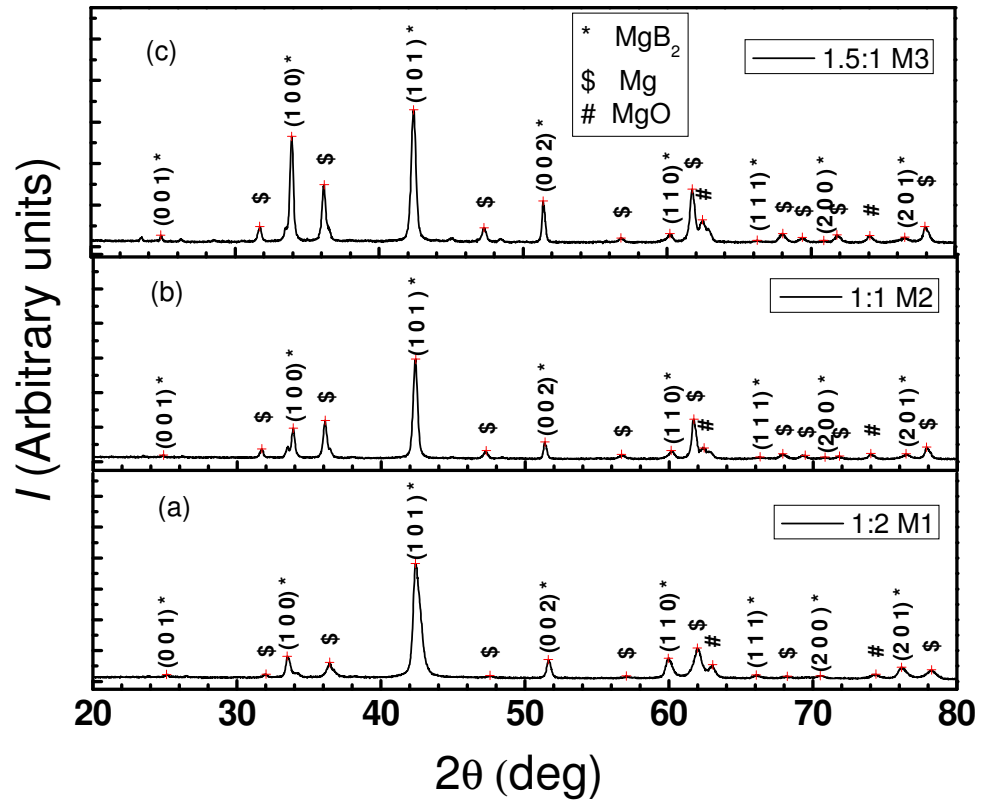 (c)
* MgB2
$ Mg
# MgO
1.5:1 M3
(0 0 1) *
$
(1 0 0) *
$
(1 0 1) *
$
(0 0 2) *
$
(1 1 0) *
$
#
(1 1 1) *
$
$
(2 0 0) *
$
#
(2 0 1) *
$
(b)
1:1 M2
(0 0 1) *
$
(1 0 0) *
$
(1 0 1) *
$
(0 0 2) *
$
(1 1 0) *
$
#
(1 1 1) *
$
$
(2 0 0) *
$
#
(2 0 1) *
$
(a)
1:2 M1
(0 0 1) *
$
(1 0 0) *
$
(1 0 1) *
$
(0 0 2) *
$
(1 1 0) *
$
#
(1 1 1) *
$
(2 0 0) *
#
(2 0 1) *
$
I (Arbitrary units)
20 30 40 50 60 70 80
2θ (deg)